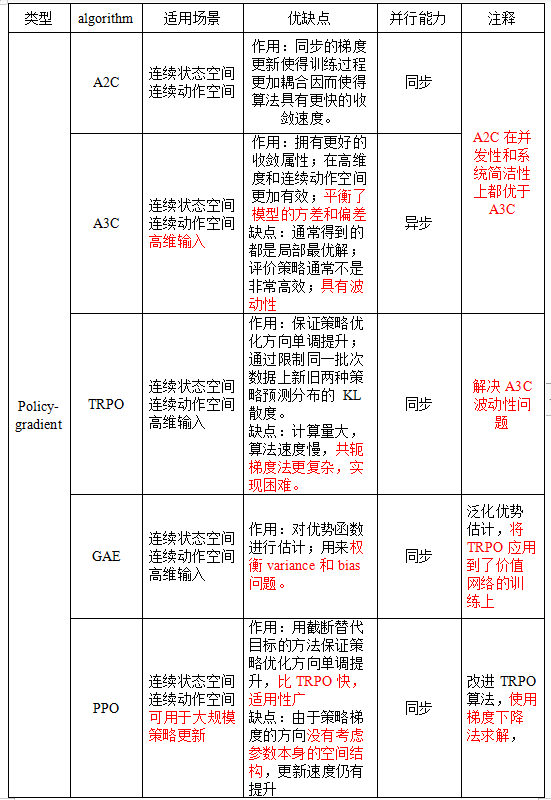 类型
algorithm
适用场景
优缺点
并行能力
注释
Policy-
gradient
A2C
连续状态空间
连续动作空间
作用：同步的梯度
更新使得训练过程
更加耦合因而使得
算法具有更快的收
敛速度。
同步
A2C 在并
发性和系
统简洁性
上都优于
A3C
A3C
连续状态空间
连续动作空间
高维输入
作用：拥有更好的
收敛属性；在高维
度和连续动作空间
更加有效；平衡了
模型的方差和偏差
缺点：通常得到的
都是局部最优解；
评价策略通常不是
非常高效；具有波
动性
异步
TRPO
连续状态空间
连续动作空间
高维输入
作用：保证策略优
化方向单调提升；
通过限制同一批次
数据上新旧两种策
略预测分布的 KL
散度。
缺点：计算量大，
算法速度慢，共轭
梯度法更复杂，实
现困难。
同步
解决 A3C
波动性问
题
GAE
连续状态空间
连续动作空间
高维输入
作用：对优势函数
进行估计；用来权
衡 variance 和 bias
问题。
同步
泛化优势
估计，将
TRPO 应用
到了价值
网络的训
练上
PPO
连续状态空间
连续动作空间
可用于大规模
策略更新
作用：用截断替代
目标的方法保证策
略优化方向单调提
升，比 TRPO 快，
适用性广
缺点：由于策略梯
度的方向没有考虑
参数本身的空间结
构，更新速度仍有
提升
同步
改进 TRPO
算法，使用
梯度下降
法求解，